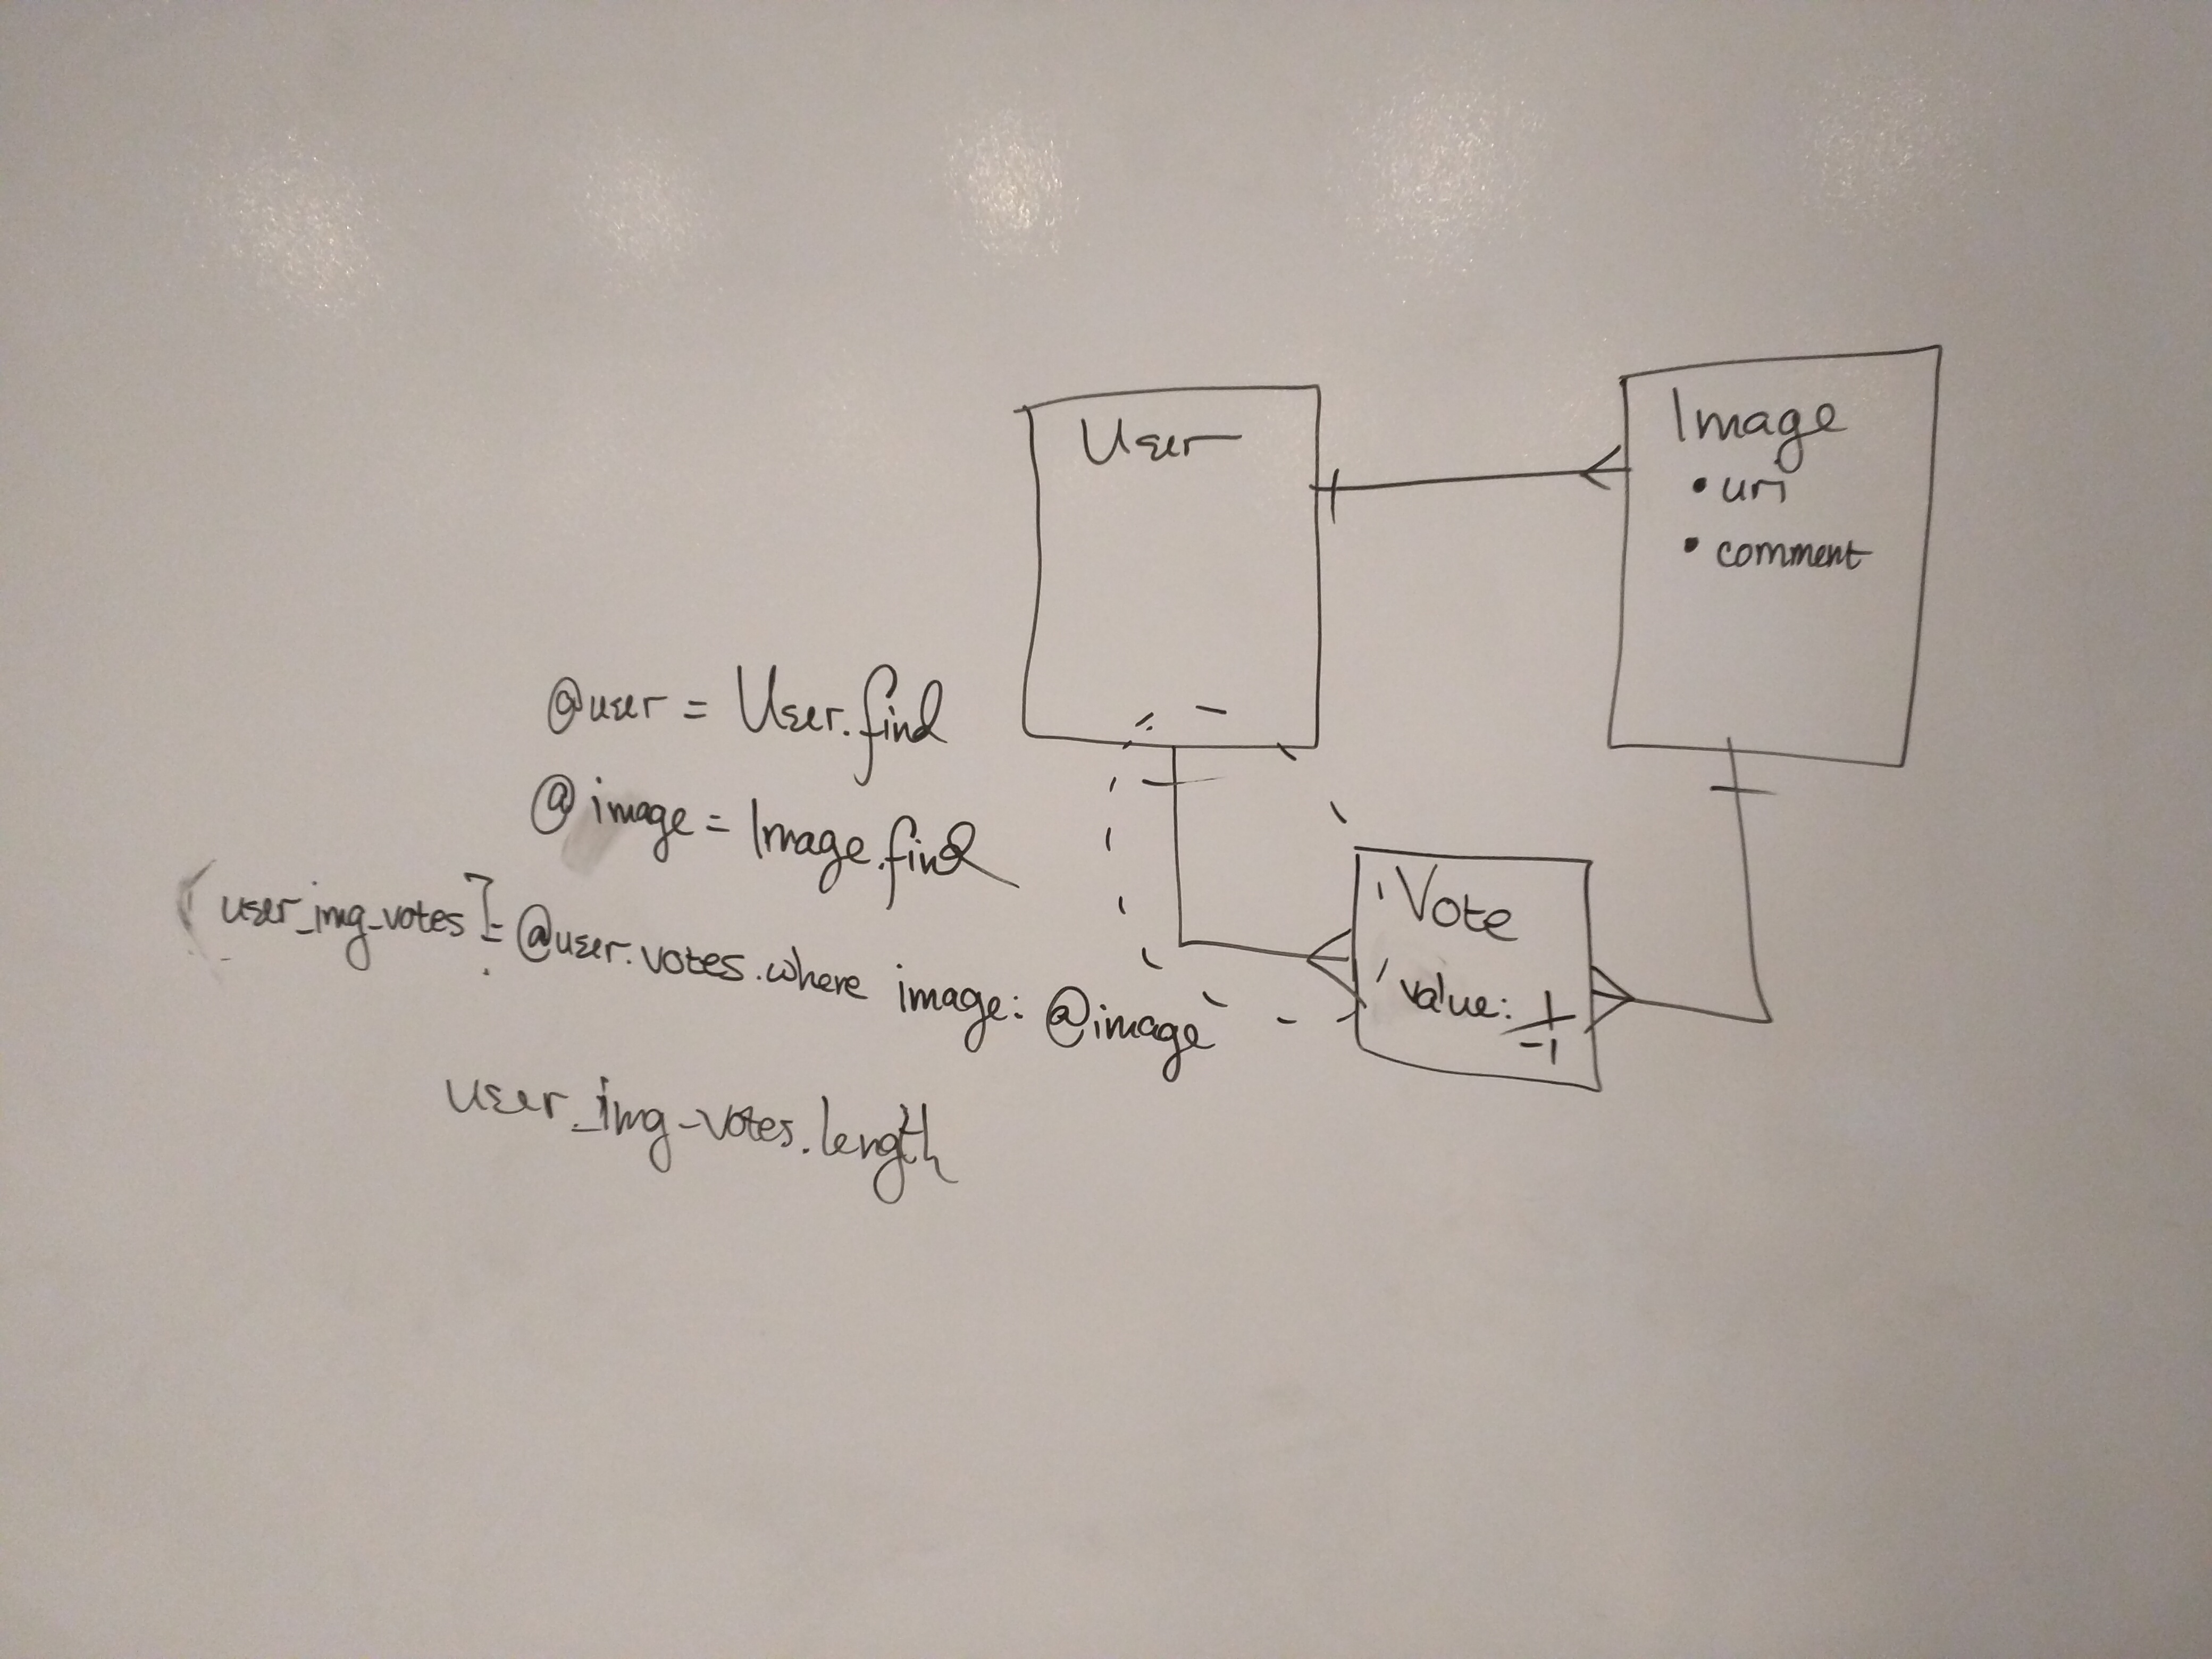 User
Image
• uri
• comment
@user = User.find
@image = Image.find
user_img_votes] = @user.votes.where image: @image
user_img_votes.length
Vote
value: 1
-1